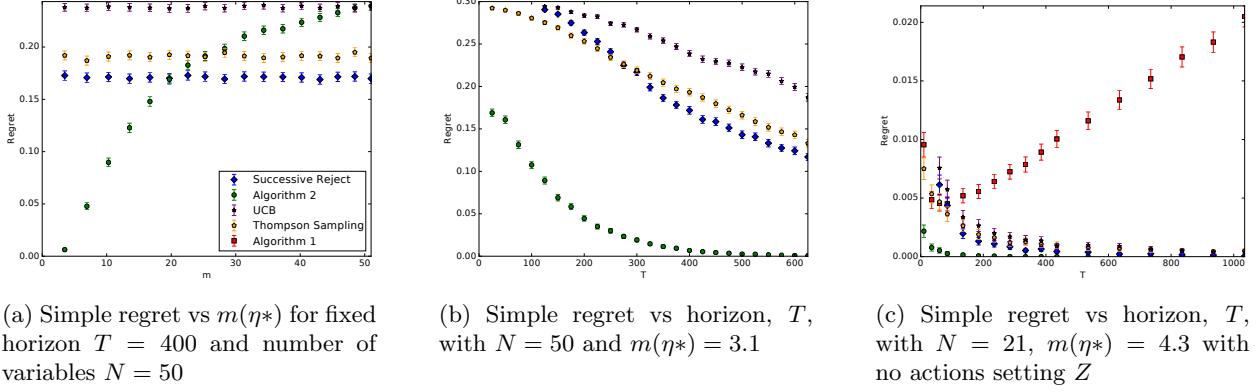 Regret
0.20
0.15
0.10
0.05
0.00
0
10
20
30
40
50
m
Successive Reject
Algorithm 2
UCB
Thompson Sampling
Algorithm 1
Regret
0.30
0.25
0.20
0.15
0.10
0.05
0.00
0
100
200
300
400
500
600
T
Regret
0.020
0.015
0.010
0.005
0.000
0
200
400
600
800
1000
T
(a) Simple regret vs m(η∗) for fixed
horizon T = 400 and number of
variables N = 50
(b) Simple regret vs horizon, T,
with N = 50 and m(η∗) = 3.1
(c) Simple regret vs horizon, T,
with N = 21, m(η∗) = 4.3 with
no actions setting Z